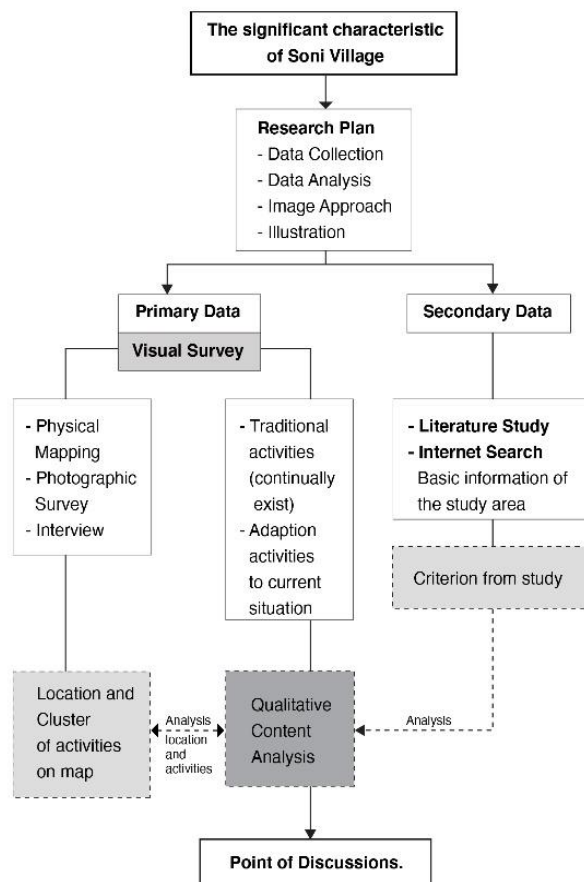 The significant characteristic
of Soni Village
Research Plan
- Data Collection
- Data Analysis
- Image Approach
- Illustration
Primary Data
Visual Survey
Secondary Data
- Physical
Mapping
- Photographic
Survey
- Interview
- Traditional
activities
(continually
exist)
- Adaption
activities
to current
situation
- Literature Study
- Internet Search
Basic information of
the study area
Criterion from study
Location and
Cluster
of activities
on map
Analysis
location
and
activities
Qualitative
Content
Analysis
Analysis
Point of Discussions.